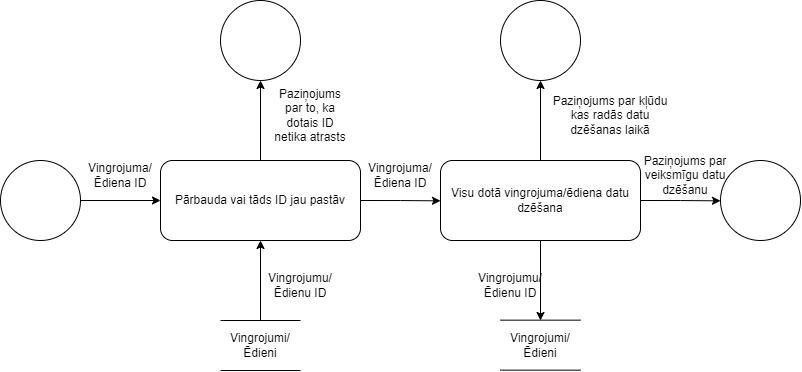 Paziņojums
par to, ka
dotais ID
netika atrasts
Paziņojums par kļūdu
kas radās datu
dzēšanas laikā
Vingrojuma/
Ēdiena ID
Pārbauda vai tāds ID jau pastāv
Vingrojuma/
Ēdiena ID
Visu dotā vingrojuma/ēdiena datu
dzēšana
Paziņojums par
veiksmīgu datu
dzēšanu
Vingrojumu/
Ēdienu ID
Vingrojumu/
Ēdienu ID
Vingrojumi/
Ēdieni
Vingrojumi/
Ēdieni